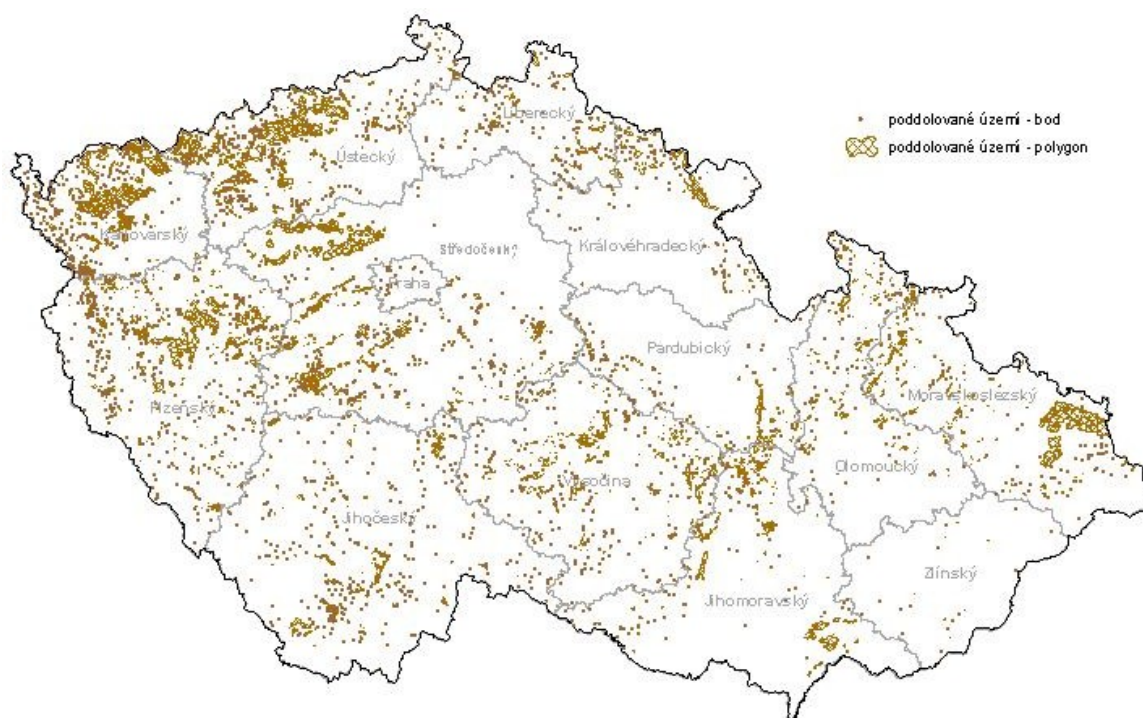 poddolované území - bod
poddolované území - polygon
Liberecký
Ústecký
Karlovarský
Středočeský
Královéhradecký
Praha
Pardubický
Plzeňský
Moravskoslezský
Olomoucký
Vysočina
Jihočeský
Zlínský
Jihomoravský